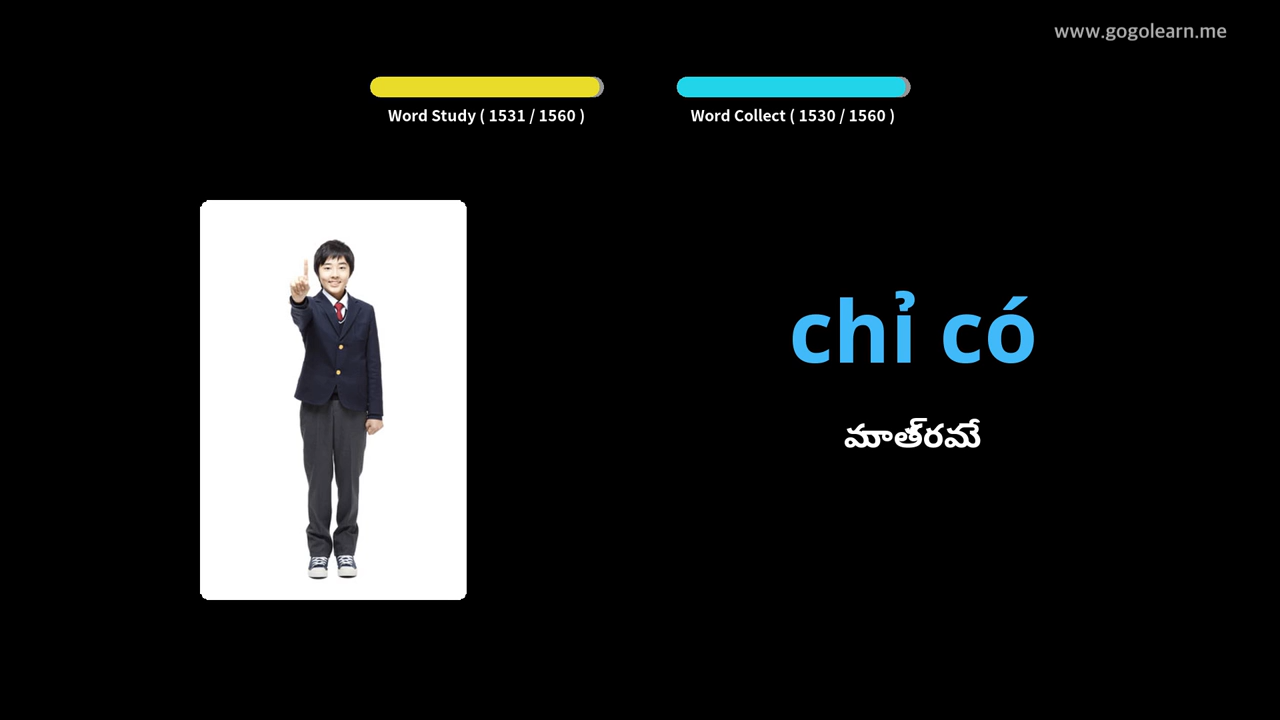 www.gogolearn.me
Word Study ( 1531 / 1560 )
Word Collect ( 1530 / 1560 )
chỉ có
మాత్రమే